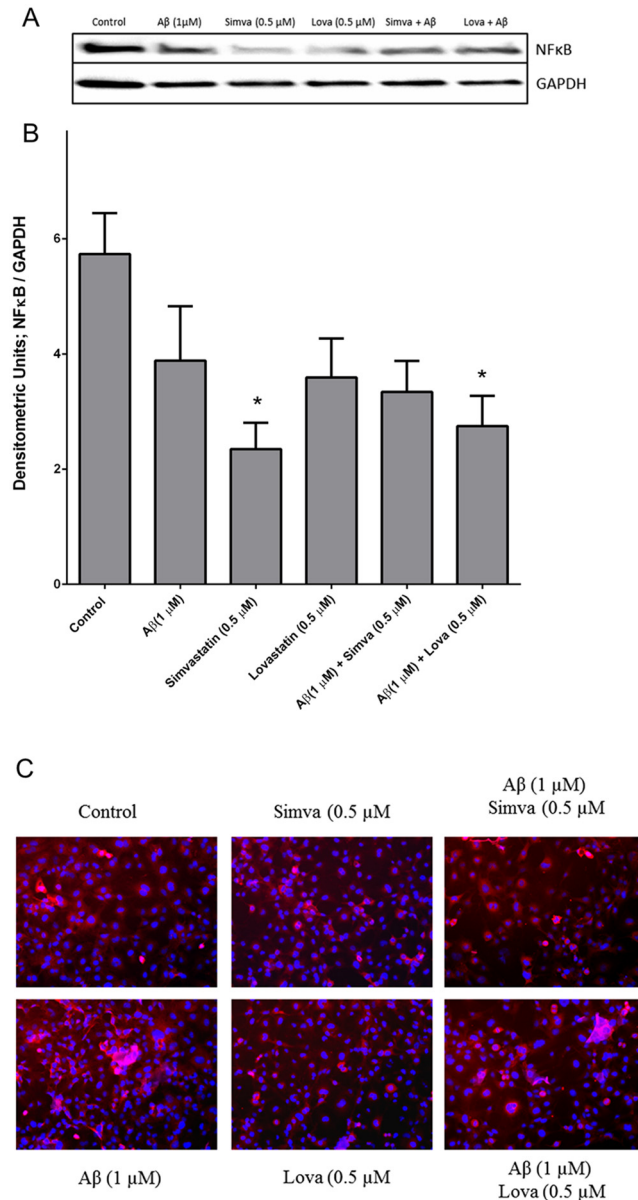 A
Control Aβ (1μM) Simva (0.5 μM) Lova (0.5 μM) Simva + Aβ Lova + Aβ
NFκB
GAPDH
B
Densitometric Units; NFκB / GAPDH
6
4
2
0
*
*
Control
Aβ(1 μM)
Simvastatin (0.5 μM)
Lovastatin (0.5 μM)
Aβ(1 μM) + Simva (0.5 μM)
Aβ(1 μM) + Lova (0.5 μM)
C
Control
Simva (0.5 μM
Aβ (1 μM)
Simva (0.5 μM
Aβ (1 μM)
Lova (0.5 μM
Aβ (1 μM)
Lova (0.5 μM